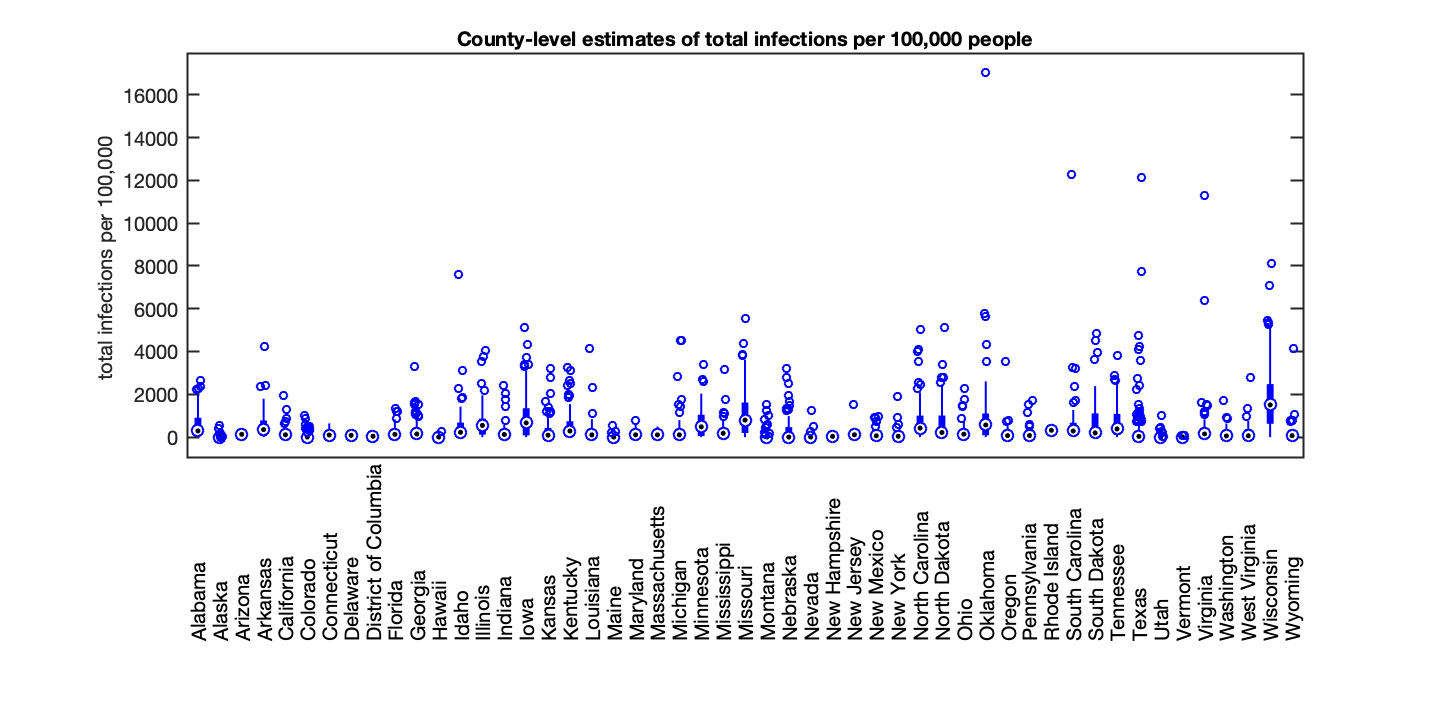 County-level estimates of total infections per 100,000 people
total infections per 100,000
16000
14000
12000
10000
8000
6000
4000
2000
0
Alabama
Alaska
Arizona
Arkansas
California
Colorado
Connecticut
Delaware
District of Columbia
Florida
Georgia
Hawaii
Idaho
Illinois
Indiana
Iowa
Kansas
Kentucky
Louisiana
Maine
Maryland
Massachusetts
Michigan
Minnesota
Mississippi
Missouri
Montana
Nebraska
Nevada
New Hampshire
New Jersey
New Mexico
New York
North Carolina
North Dakota
Ohio
Oklahoma
Oregon
Pennsylvania
Rhode Island
South Carolina
South Dakota
Tennessee
Texas
Utah
Vermont
Virginia
Washington
West Virginia
Wisconsin
Wyoming